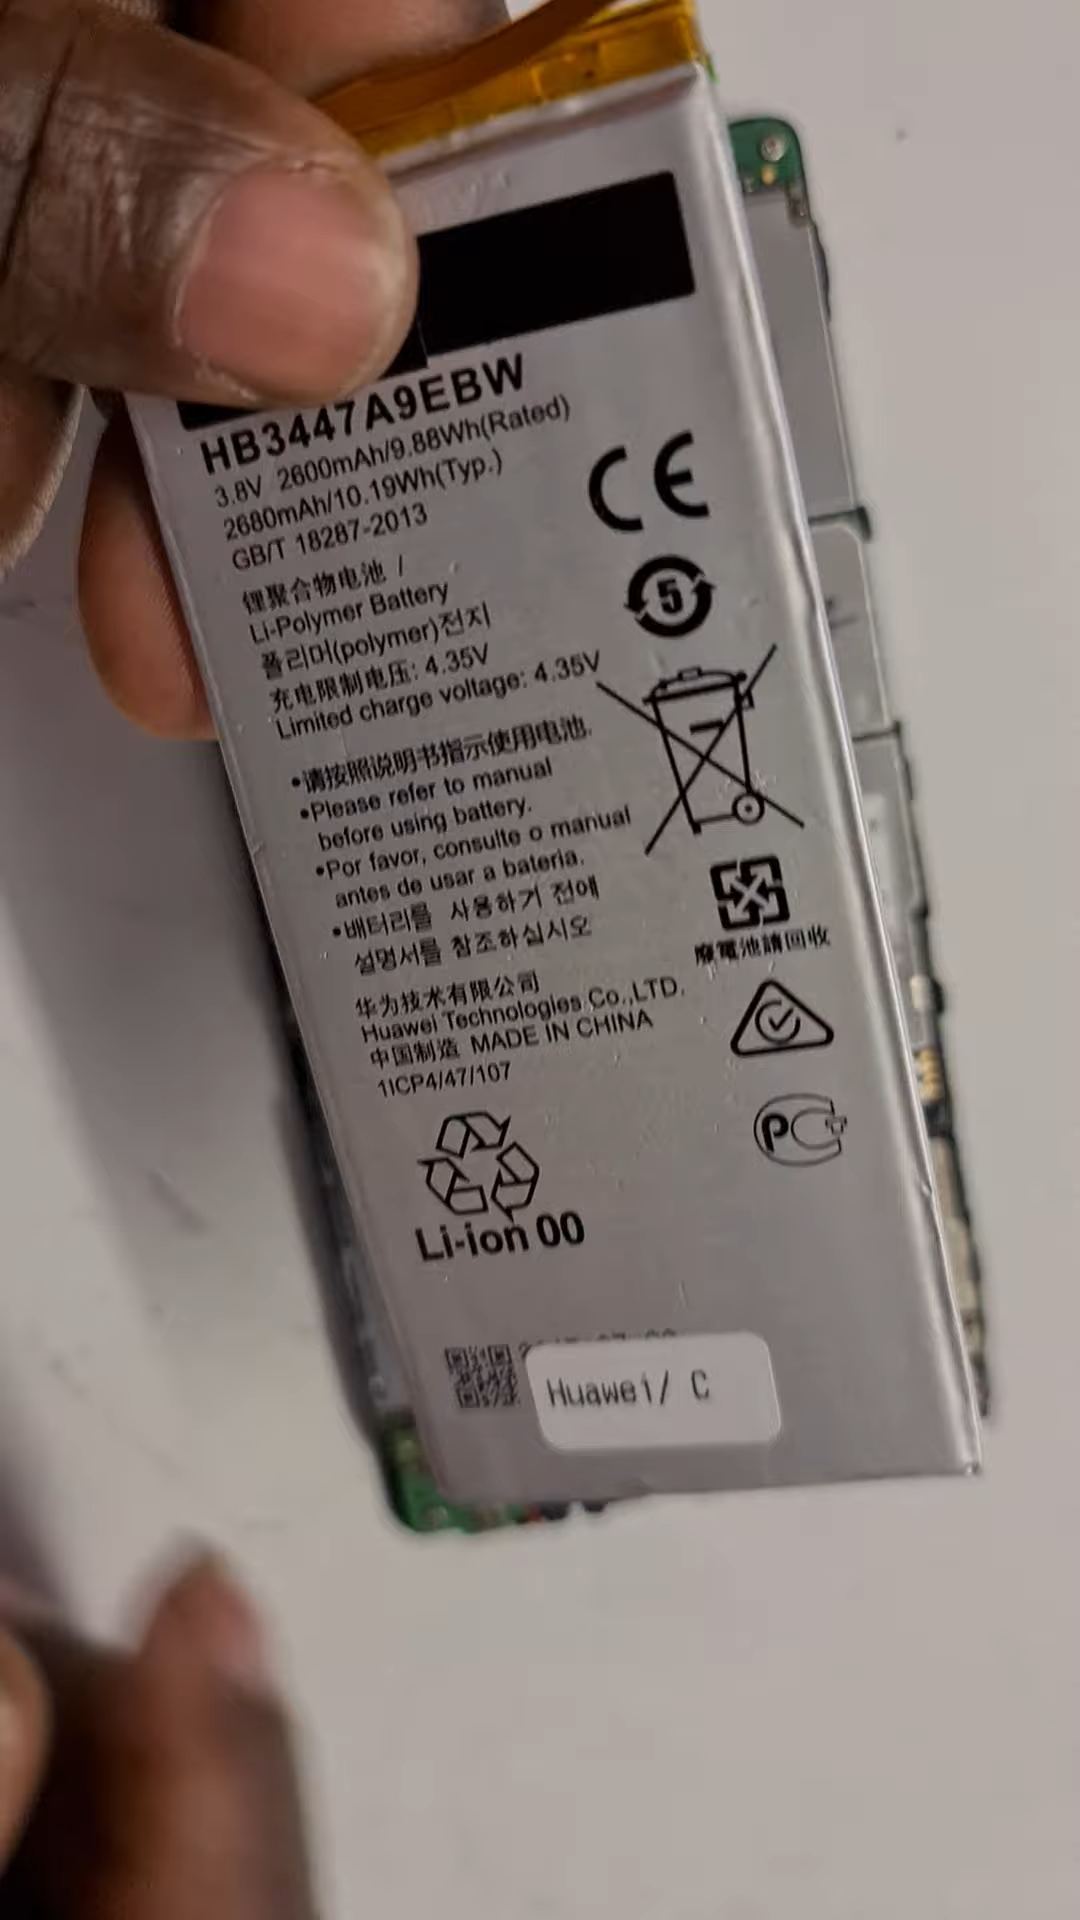 HB3447A9EBW
3.8V 2600mAh/9.88Wh(Rated)
2680mAh/10.19Wh(Typ.)
GB/T 18287-2013
锂聚合物电池 /
Li-Polymer Battery
폴리머(polymer)전지
充电限制电压: 4.35V
Limited charge voltage: 4.35V
•请按照说明书指示使用电池.
•Please refer to manual
before using battery.
•Por favor, consulte o manual
antes de usar a bateria.
•배터리를 사용하기 전에
설명서를 참조하십시오
华为技术有限公司
Huawei Technologies Co.,LTD.
中国制造 MADE IN CHINA
1ICP4/47/107
Li-ion 00
CE
5
廢電池請回收
PC
Huawei/ C